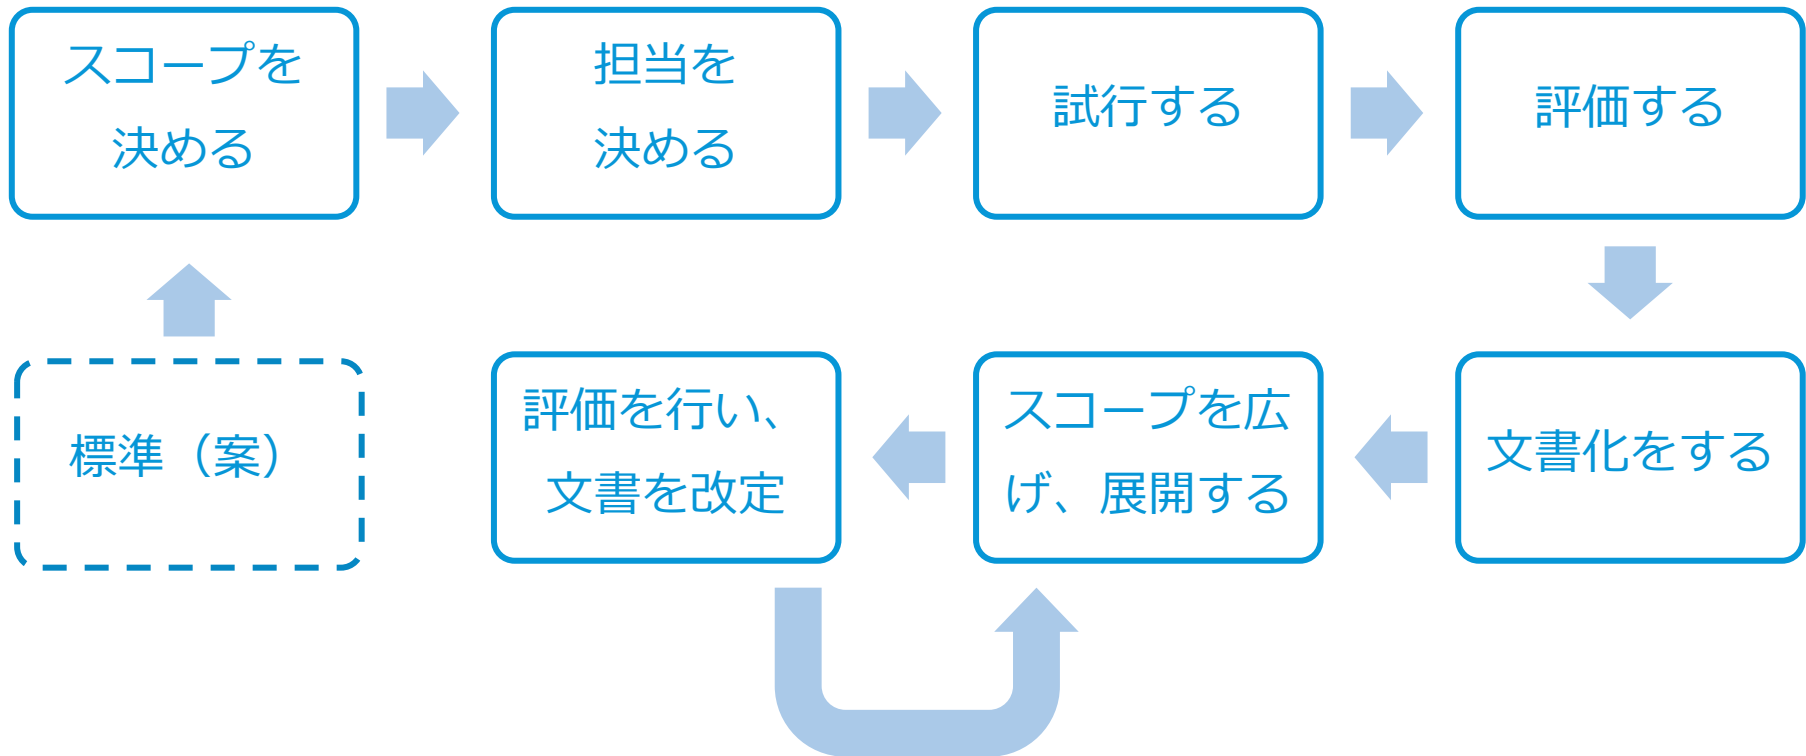 スコープを
決める
担当を
決める
試行する
評価する
標準（案）
評価を行い、
文書を改定
スコープを広
げ、展開する
文書化をする